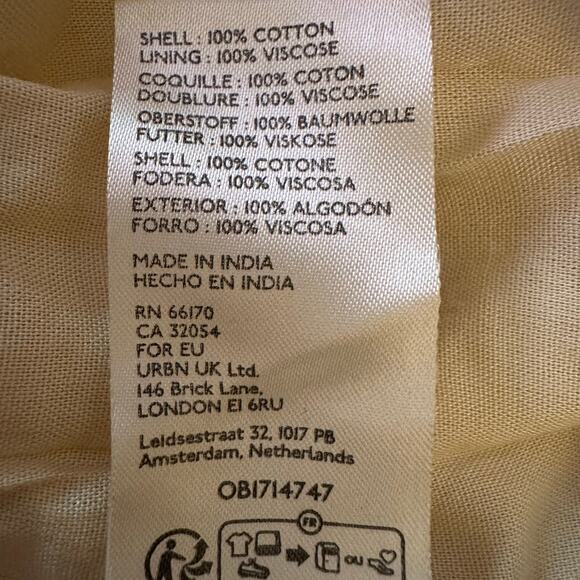 SHELL : 100% COTTON
LINING : 100% VISCOSE
COQUILLE : 100% COTON
DOUBLURE : 100% VISCOSE
OBERSTOFF : 100% BAUMWOLLE
FUTTER : 100% VISKOSE
SHELL : 100% COTONE
FODERA : 100% VISCOSA
EXTERIOR : 100% ALGODÓN
FORRO : 100% VISCOSA
MADE IN INDIA
HECHO EN INDIA
RN 66170
CA 32054
FOR EU
URBN UK Ltd.
146 Brick Lane,
LONDON E1 6RU
Leidsestraat 32, 1017 PB
Amsterdam, Netherlands
OB1714747
FR
OU